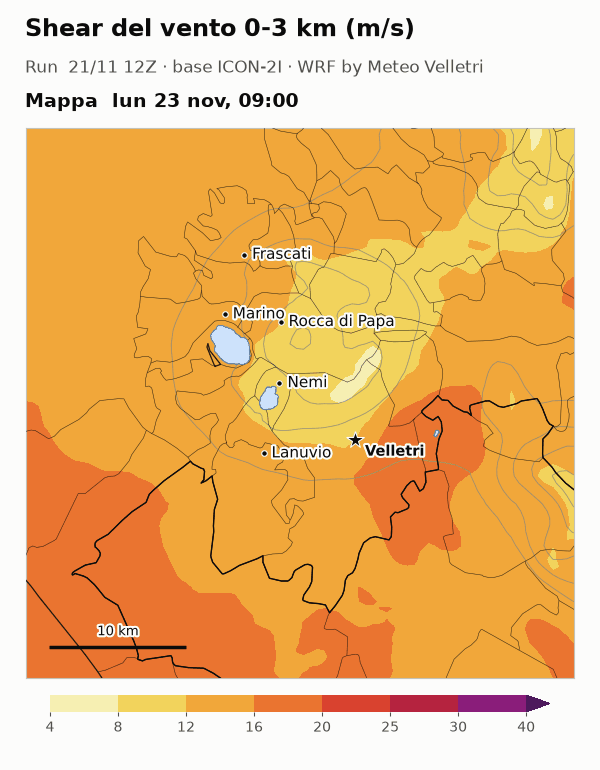 Shear del vento 0-3 km (m/s)
Run  21/11 12Z · base ICON-2I · WRF by Meteo Velletri
Mappa  lun 23 nov, 09:00
Frascati
Marino
Rocca di Papa
Nemi
Velletri
Lanuvio
10 km
4 8 12 16 20 25 30 40